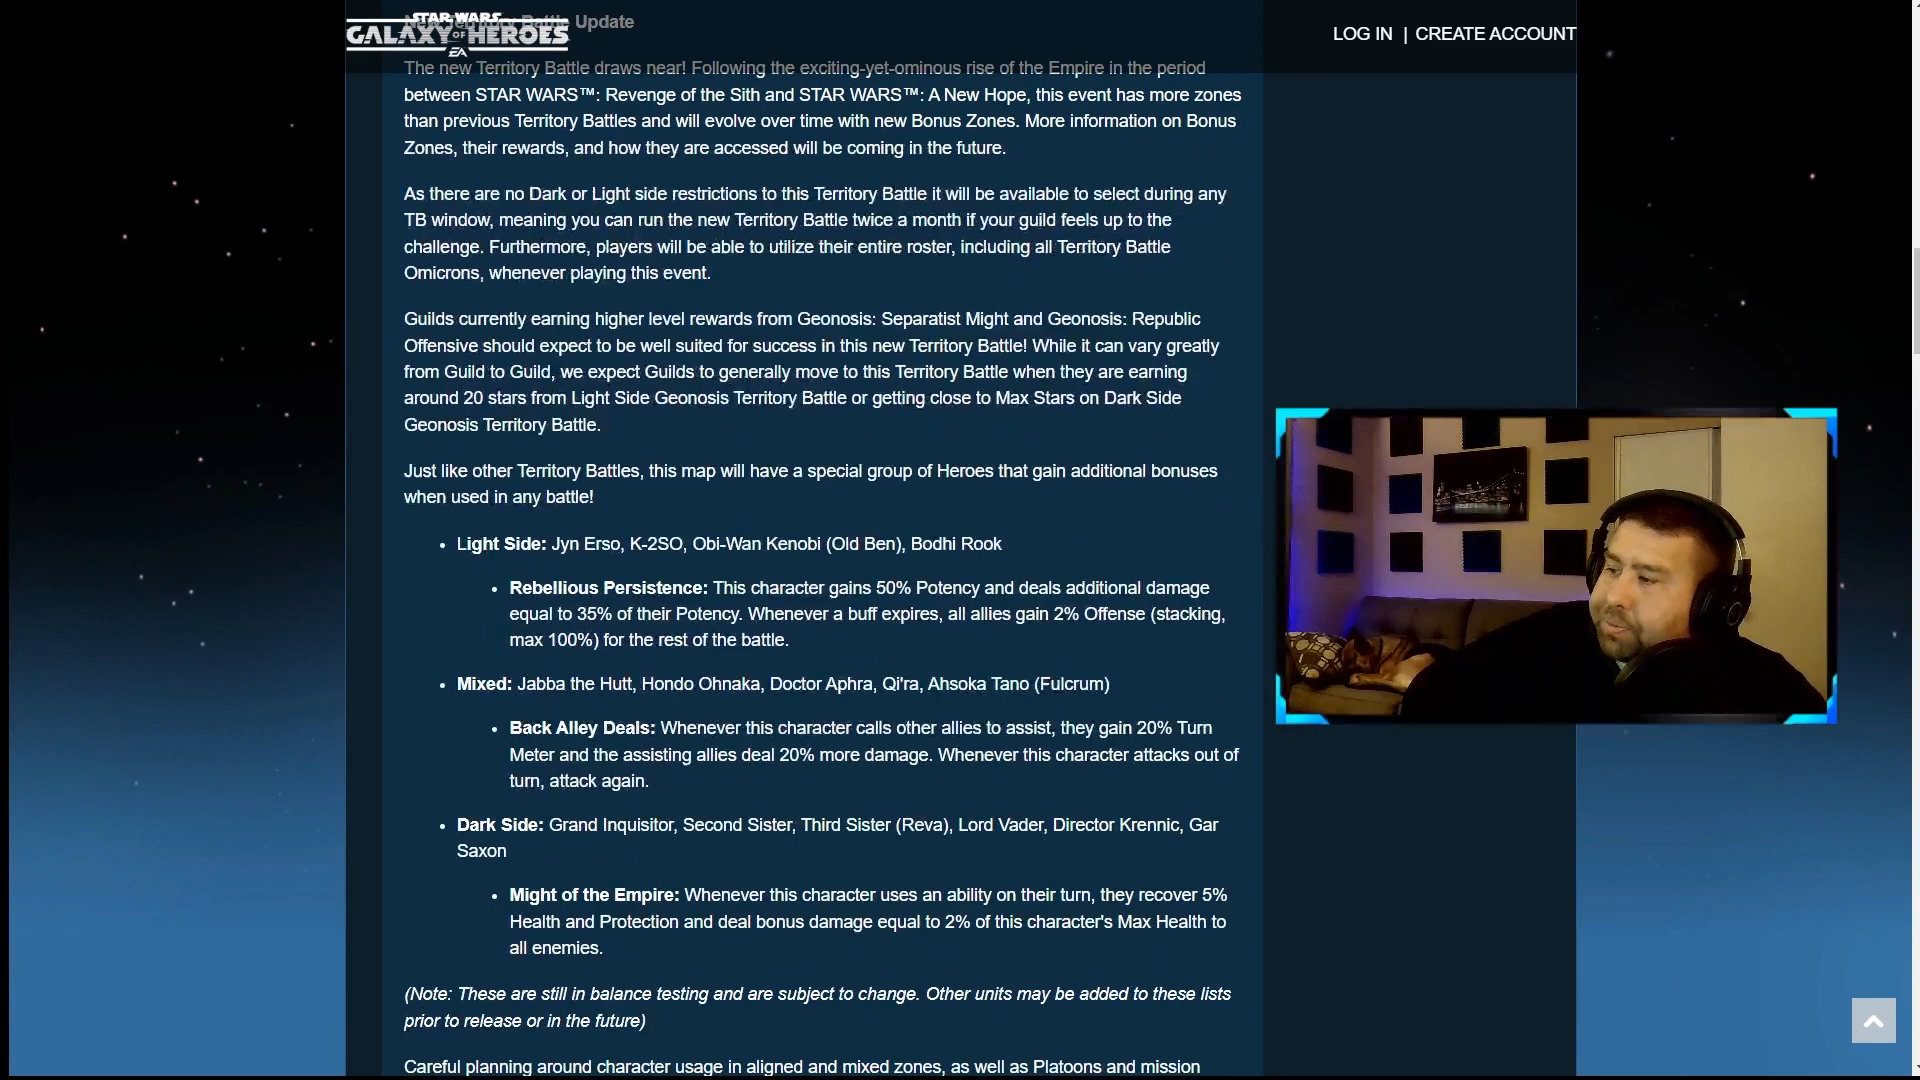 New Territory Battle Update
STAR WARS
GALAXY OF HEROES
EA
LOG IN | CREATE ACCOUNT
The new Territory Battle draws near! Following the exciting-yet-ominous rise of the Empire in the period
between STAR WARS™: Revenge of the Sith and STAR WARS™: A New Hope, this event has more zones
than previous Territory Battles and will evolve over time with new Bonus Zones. More information on Bonus
Zones, their rewards, and how they are accessed will be coming in the future.
As there are no Dark or Light side restrictions to this Territory Battle it will be available to select during any
TB window, meaning you can run the new Territory Battle twice a month if your guild feels up to the
challenge. Furthermore, players will be able to utilize their entire roster, including all Territory Battle
Omicrons, whenever playing this event.
Guilds currently earning higher level rewards from Geonosis: Separatist Might and Geonosis: Republic
Offensive should expect to be well suited for success in this new Territory Battle! While it can vary greatly
from Guild to Guild, we expect Guilds to generally move to this Territory Battle when they are earning
around 20 stars from Light Side Geonosis Territory Battle or getting close to Max Stars on Dark Side
Geonosis Territory Battle.
Just like other Territory Battles, this map will have a special group of Heroes that gain additional bonuses
when used in any battle!
• Light Side: Jyn Erso, K-2SO, Obi-Wan Kenobi (Old Ben), Bodhi Rook
• Rebellious Persistence: This character gains 50% Potency and deals additional damage
equal to 35% of their Potency. Whenever a buff expires, all allies gain 2% Offense (stacking,
max 100%) for the rest of the battle.
• Mixed: Jabba the Hutt, Hondo Ohnaka, Doctor Aphra, Qi'ra, Ahsoka Tano (Fulcrum)
• Back Alley Deals: Whenever this character calls other allies to assist, they gain 20% Turn
Meter and the assisting allies deal 20% more damage. Whenever this character attacks out of
turn, attack again.
• Dark Side: Grand Inquisitor, Second Sister, Third Sister (Reva), Lord Vader, Director Krennic, Gar
Saxon
• Might of the Empire: Whenever this character uses an ability on their turn, they recover 5%
Health and Protection and deal bonus damage equal to 2% of this character's Max Health to
all enemies.
(Note: These are still in balance testing and are subject to change. Other units may be added to these lists
prior to release or in the future)
Careful planning around character usage in aligned and mixed zones, as well as Platoons and mission